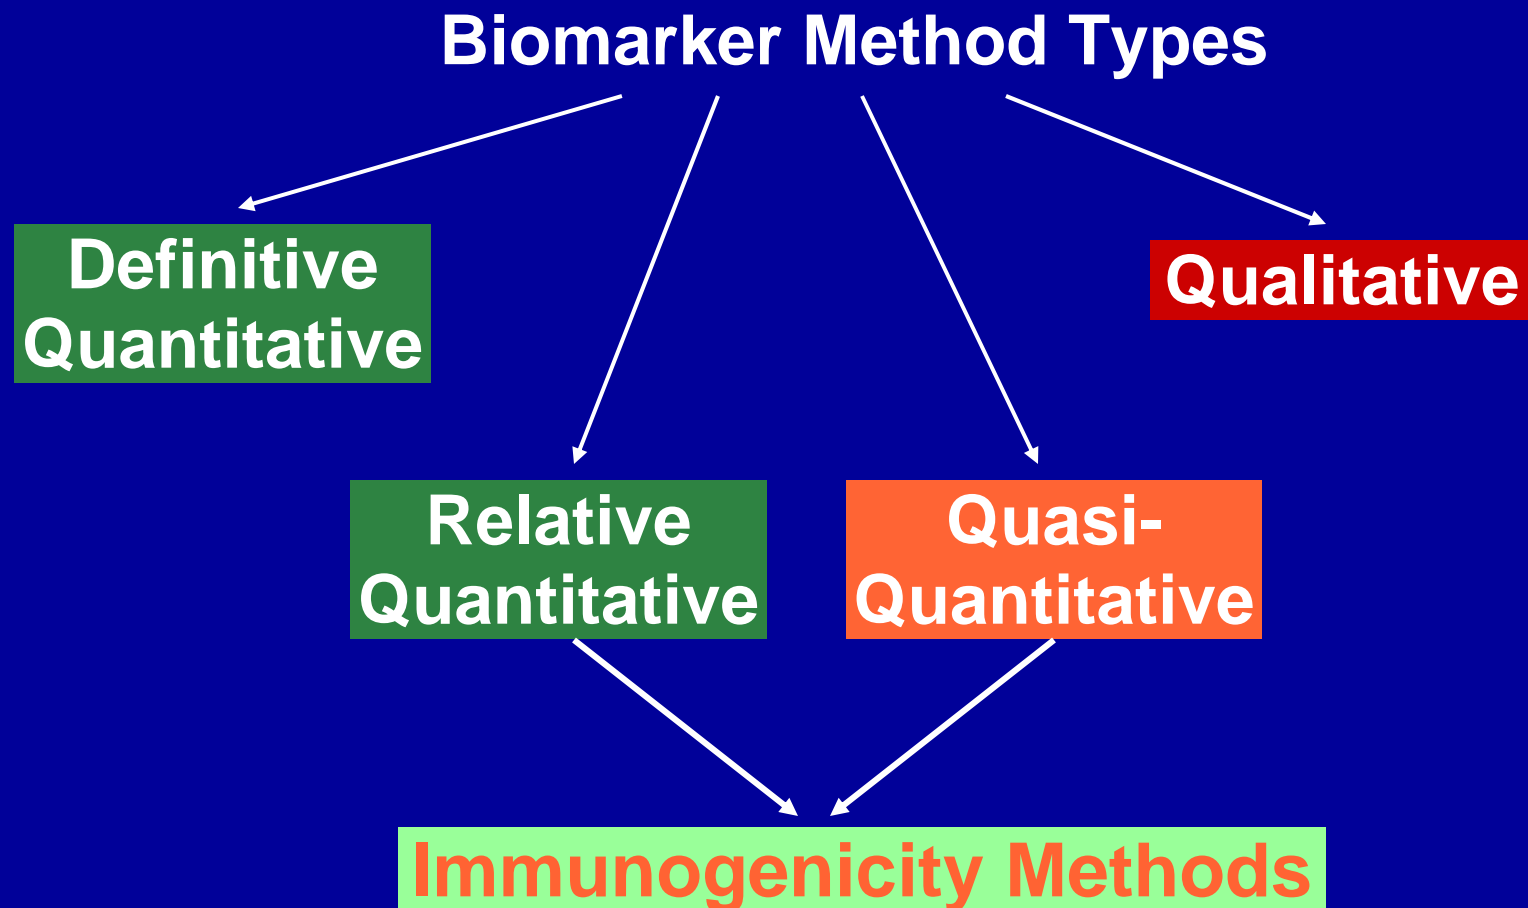 Biomarker Method Types
Definitive
Quantitative
Qualitative
Relative
Quantitative
Quasi-
Quantitative
Immunogenicity Methods